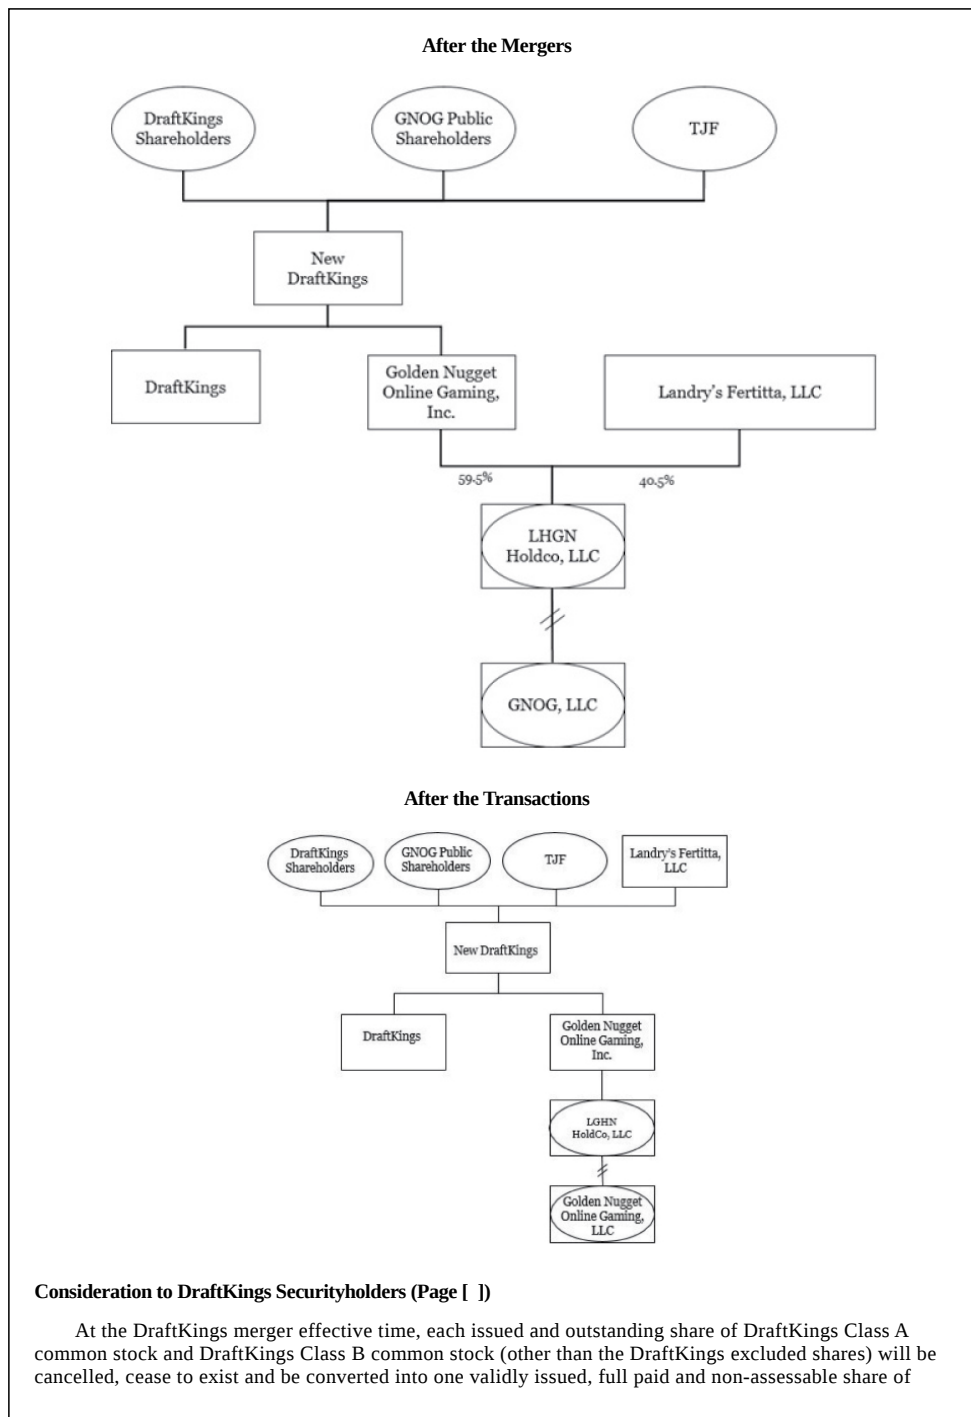 After the Mergers
DraftKings
Shareholders
GNOG Public
Shareholders
TJF
New
DraftKings
DraftKings
Golden Nugget
Online Gaming,
Inc.
Landry's Fertitta, LLC
59.5%
40.5%
LHGN
Holdco, LLC
GNOG, LLC
After the Transactions
DraftKings
Shareholders
GNOG Public
Shareholders
TJF
Landry's Fertitta,
LLC
New DraftKings
DraftKings
Golden Nugget
Online Gaming,
Inc.
LGHN
HoldCo, LLC
Golden Nugget
Online Gaming,
LLC
Consideration to DraftKings Securityholders (Page [ ])
At the DraftKings merger effective time, each issued and outstanding share of DraftKings Class A
common stock and DraftKings Class B common stock (other than the DraftKings excluded shares) will be
cancelled, cease to exist and be converted into one validly issued, full paid and non-assessable share of